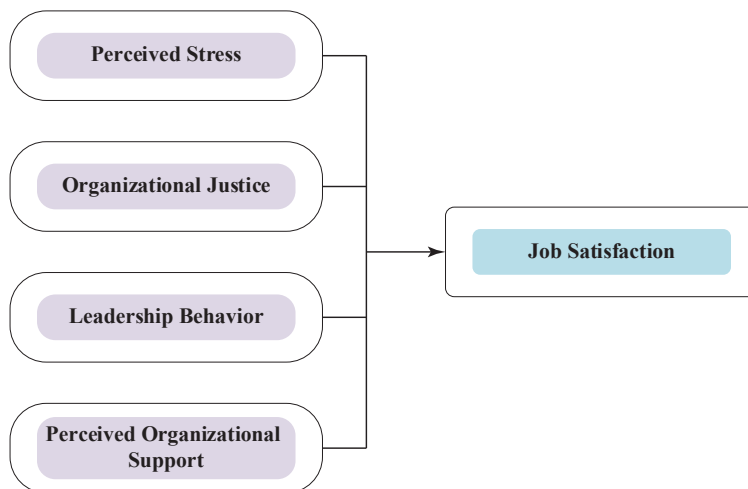 Perceived Stress
Organizational Justice
Leadership Behavior
Perceived Organizational
Support
Job Satisfaction